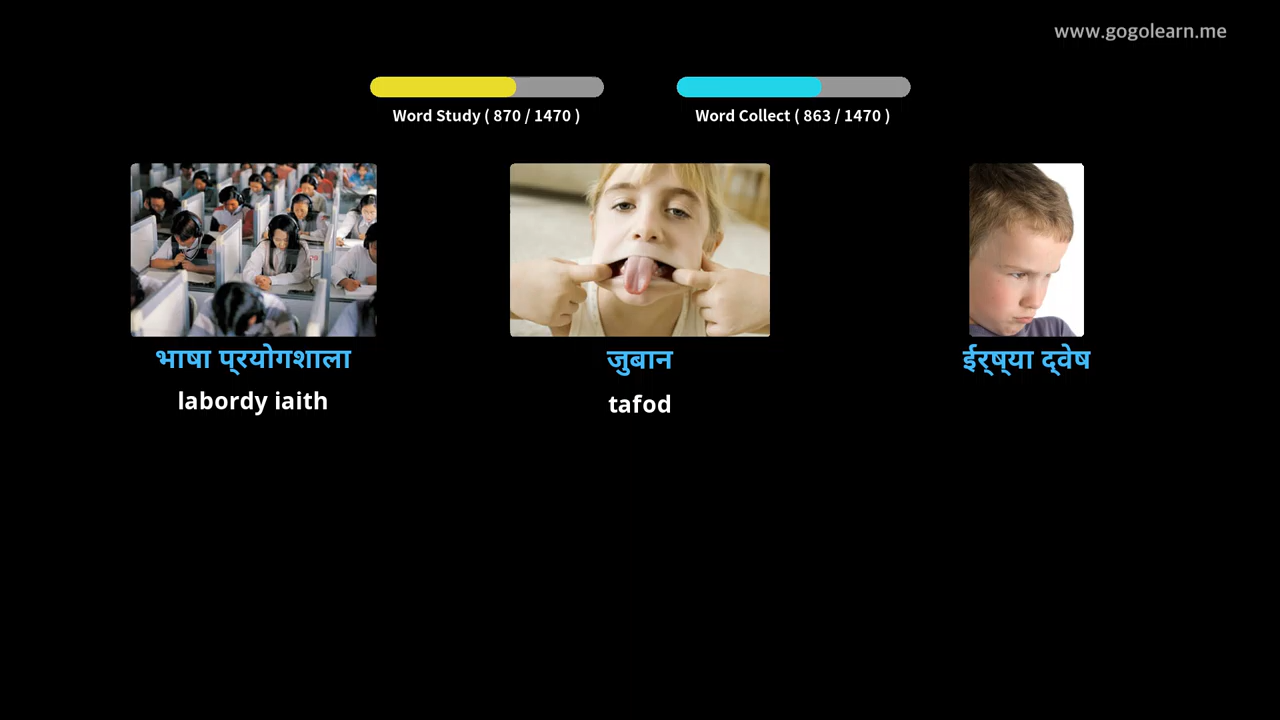 www.gogolearn.me
Word Study ( 870 / 1470 )
Word Collect ( 863 / 1470 )
भाषा प्रयोगशाला
labordy iaith
जुबान
tafod
ईर्ष्या द्वेष